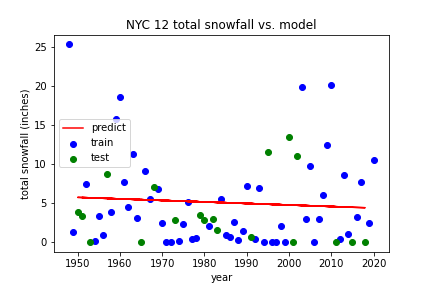 NYC 12 total snowfall vs. model
total snowfall (inches)
25
20
15
10
5
0
predict
train
test
1950 1960 1970 1980 1990 2000 2010 2020
year